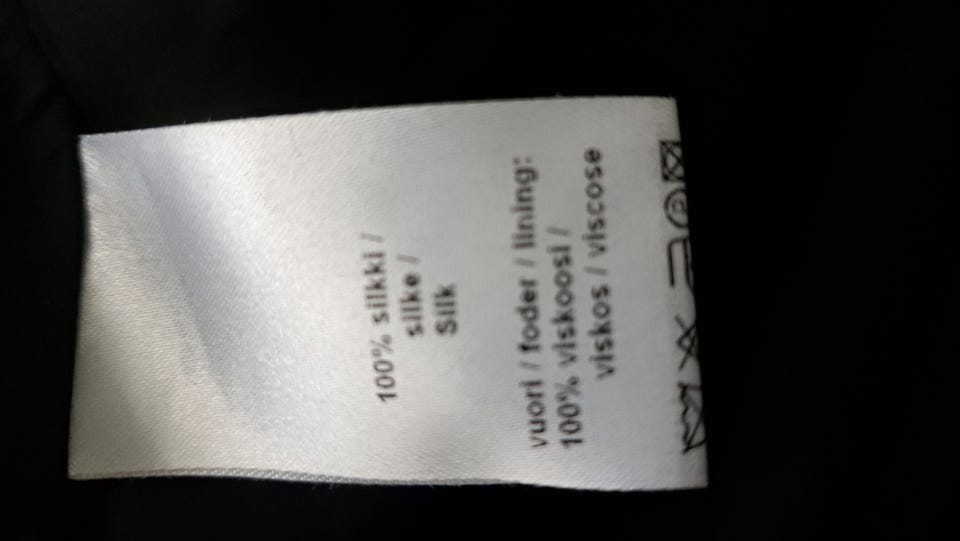 100% silkki /
silke /
Silk
vuori / foder / lining:
100% viskoosi /
viskos / viscose